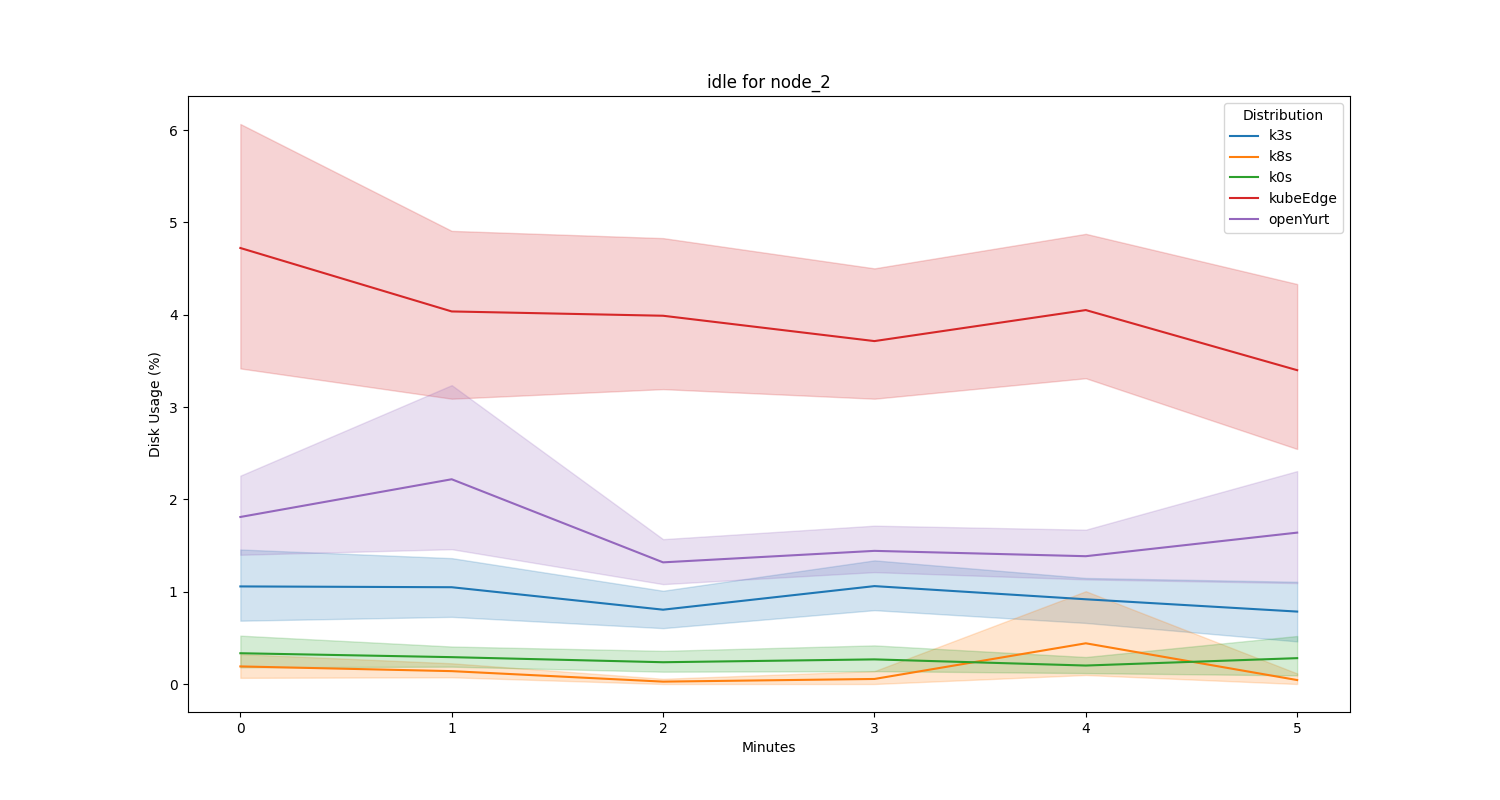 idle for node_2
Distribution
k3s
k8s
k0s
kubeEdge
openYurt
Disk Usage (%)
6
5
4
3
2
1
0
0 1 2 3 4 5
Minutes